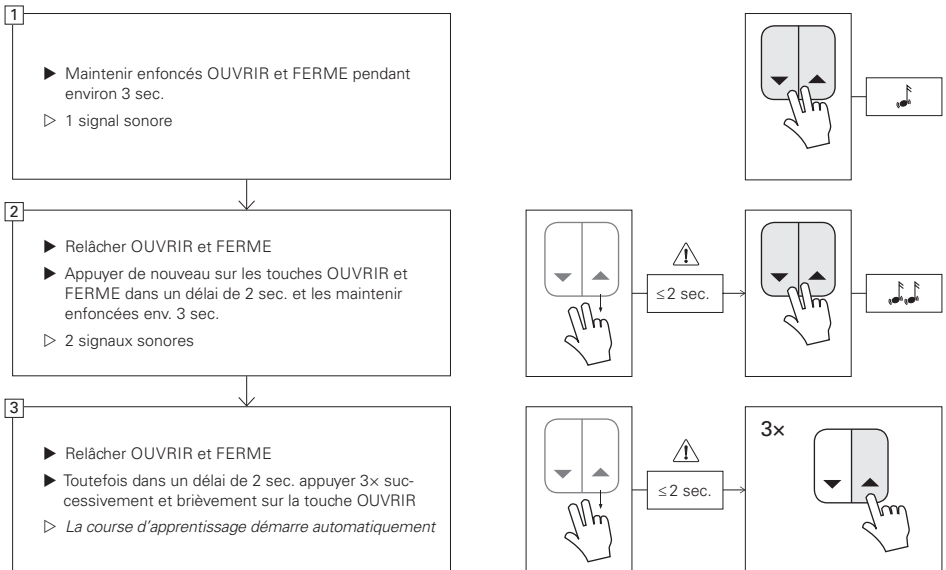 1
▶ Maintenir enfoncés OUVRIR et FERME pendant
environ 3 sec.
▷ 1 signal sonore
2
▶ Relâcher OUVRIR et FERME
▶ Appuyer de nouveau sur les touches OUVRIR et
FERME dans un délai de 2 sec. et les maintenir
enfoncées env. 3 sec.
▷ 2 signaux sonores
≤2 sec.
3
▶ Relâcher OUVRIR et FERME
▶ Toutefois dans un délai de 2 sec. appuyer 3× suc-
cessivement et brièvement sur la touche OUVRIR
▷ La course d'apprentissage démarre automatiquement
≤2 sec.
3×